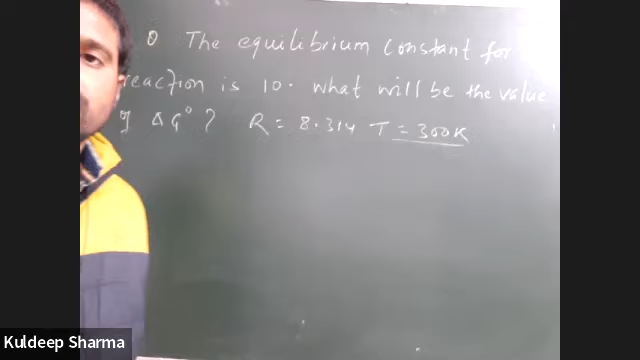 0 The equilibrium constant for
reaction is 10. what will be the value
of ΔG° ? R = 8.314 T = 300K
Kuldeep Sharma